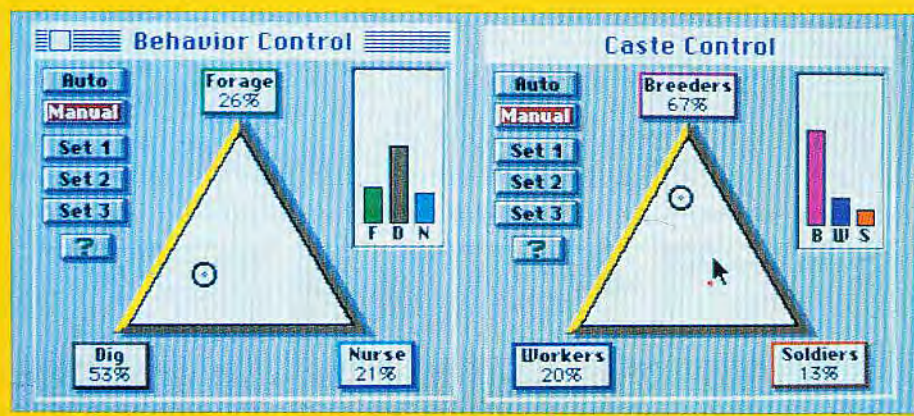 Behavior Control
Auto
Manual
Set 1
Set 2
Set 3
?
Forage
26%
F D N
Dig
53%
Nurse
21%
Caste Control
Auto
Manual
Set 1
Set 2
Set 3
?
Breeders
67%
B W S
Workers
20%
Soldiers
13%